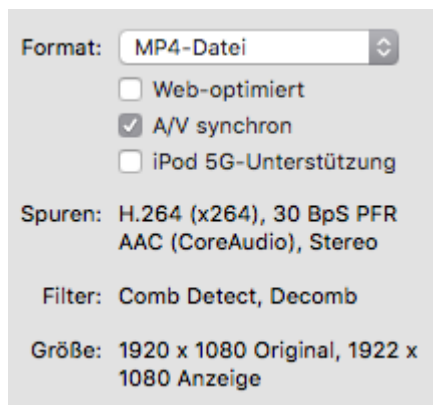 Format: MP4-Datei
Web-optimiert
A/V synchron
iPod 5G-Unterstützung
Spuren: H.264 (x264), 30 BpS PFR
AAC (CoreAudio), Stereo
Filter: Comb Detect, Decomb
Größe: 1920 x 1080 Original, 1922 x
1080 Anzeige